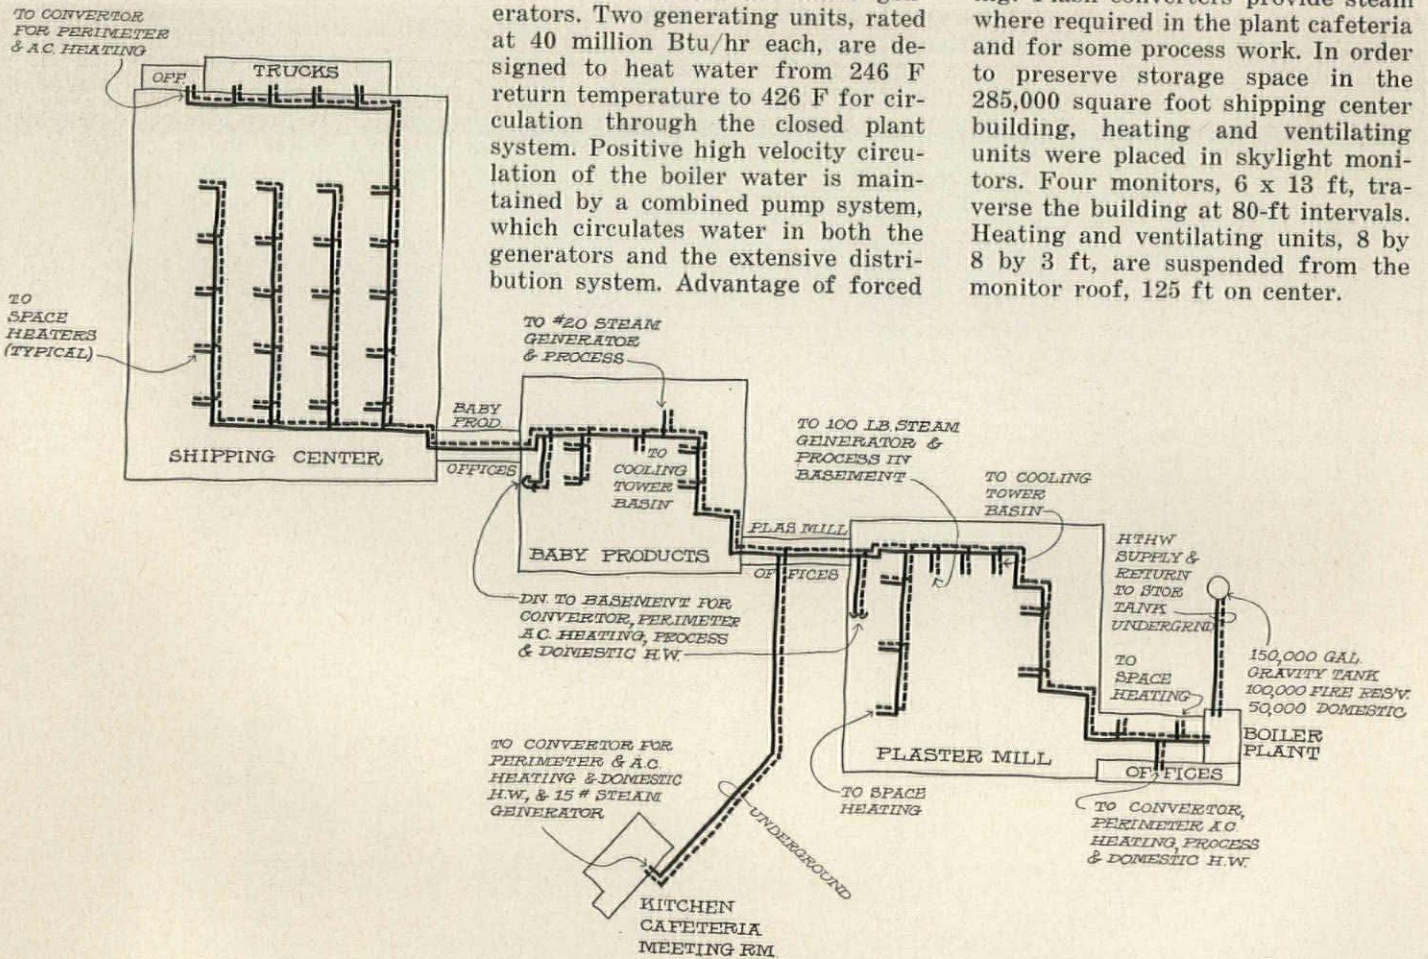 erators. Two generating units, rated
at 40 million Btu/hr each, are de-
signed to heat water from 246 F
return temperature to 426 F for cir-
culation through the closed plant
system. Positive high velocity circu-
lation of the boiler water is main-
tained by a combined pump system,
which circulates water in both the
generators and the extensive distri-
bution system. Advantage of forced
where required in the plant cafeteria
and for some process work. In order
to preserve storage space in the
285,000 square foot shipping center
building, heating and ventilating
units were placed in skylight moni-
tors. Four monitors, 6 x 13 ft, tra-
verse the building at 80-ft intervals.
Heating and ventilating units, 8 by
8 by 3 ft, are suspended from the
monitor roof, 125 ft on center.
TO CONVERTOR
FOR PERIMETER
& A.C. HEATING
OFF.
TRUCKS
TO
SPACE
HEATERS
(TYPICAL)
SHIPPING CENTER
BABY
PROD.
OFFICES
TO #20 STEAM
GENERATOR
& PROCESS
TO
COOLING
TOWER
BASIN
BABY PRODUCTS
DN. TO BASEMENT FOR
CONVERTOR, PERIMETER
A.C. HEATING, PROCESS
& DOMESTIC H.W.
PLAS MILL
OFFICES
TO 100 LB. STEAM
GENERATOR &
PROCESS IN
BASEMENT
TO COOLING
TOWER
BASIN
HTHW
SUPPLY &
RETURN
TO STOR
TANK
UNDERGRND
TO
SPACE
HEATING
150,000 GAL.
GRAVITY TANK
100,000 FIRE RES'V.
50,000 DOMESTIC
BOILER
PLANT
PLASTER MILL
OFFICES
TO SPACE
HEATING
TO CONVERTOR,
PERIMETER A.C.
HEATING, PROCESS
& DOMESTIC H.W.
TO CONVERTOR FOR
PERIMETER & A.C.
HEATING & DOMESTIC
H.W., & 15 # STEAM
GENERATOR
UNDERGROUND
KITCHEN
CAFETERIA
MEETING RM.